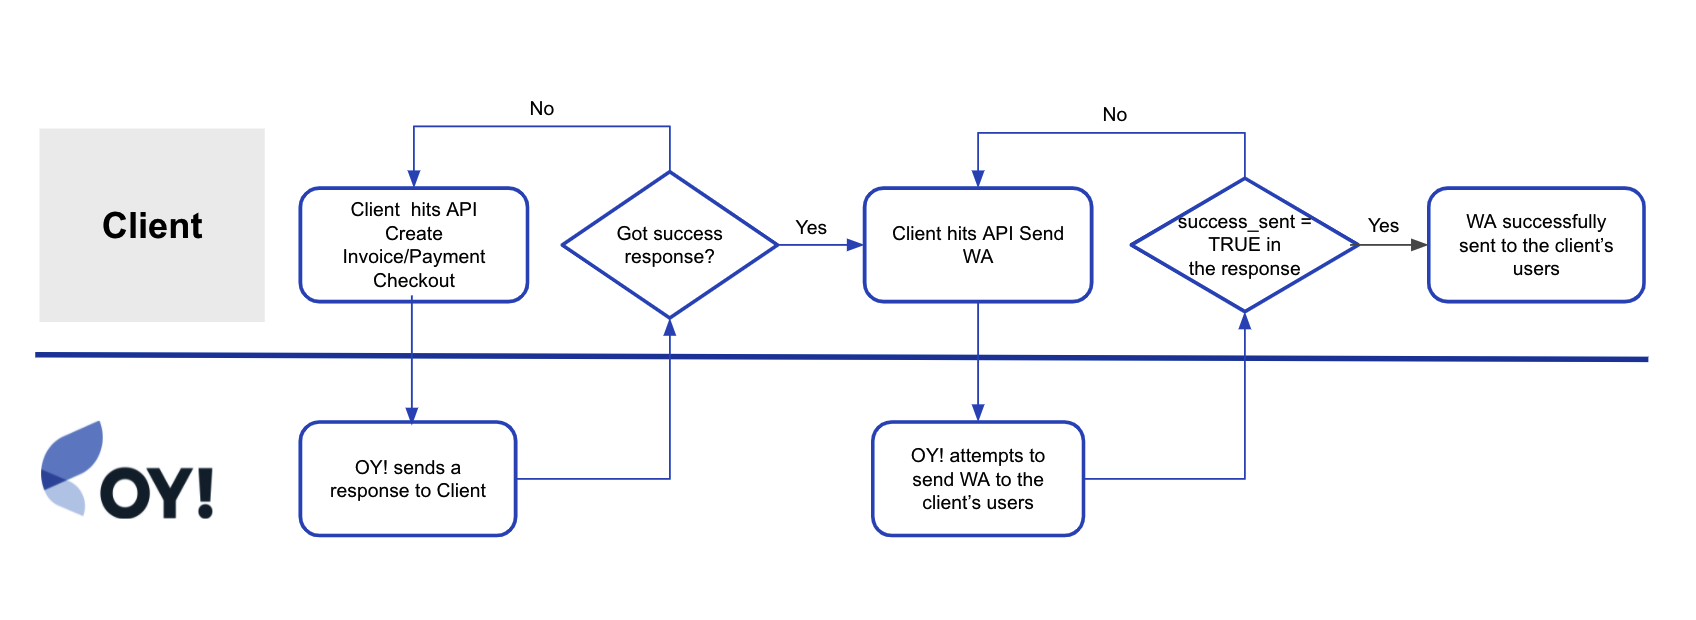 No
No
Client
Client  hits API
Create
Invoice/Payment
Checkout
Got success
response?
Yes
Client hits API Send
WA
success_sent =
TRUE in
the response
Yes
WA successfully
sent to the client’s
users
OY!
OY! sends a
response to Client
OY! attempts to
send WA to the
client’s users